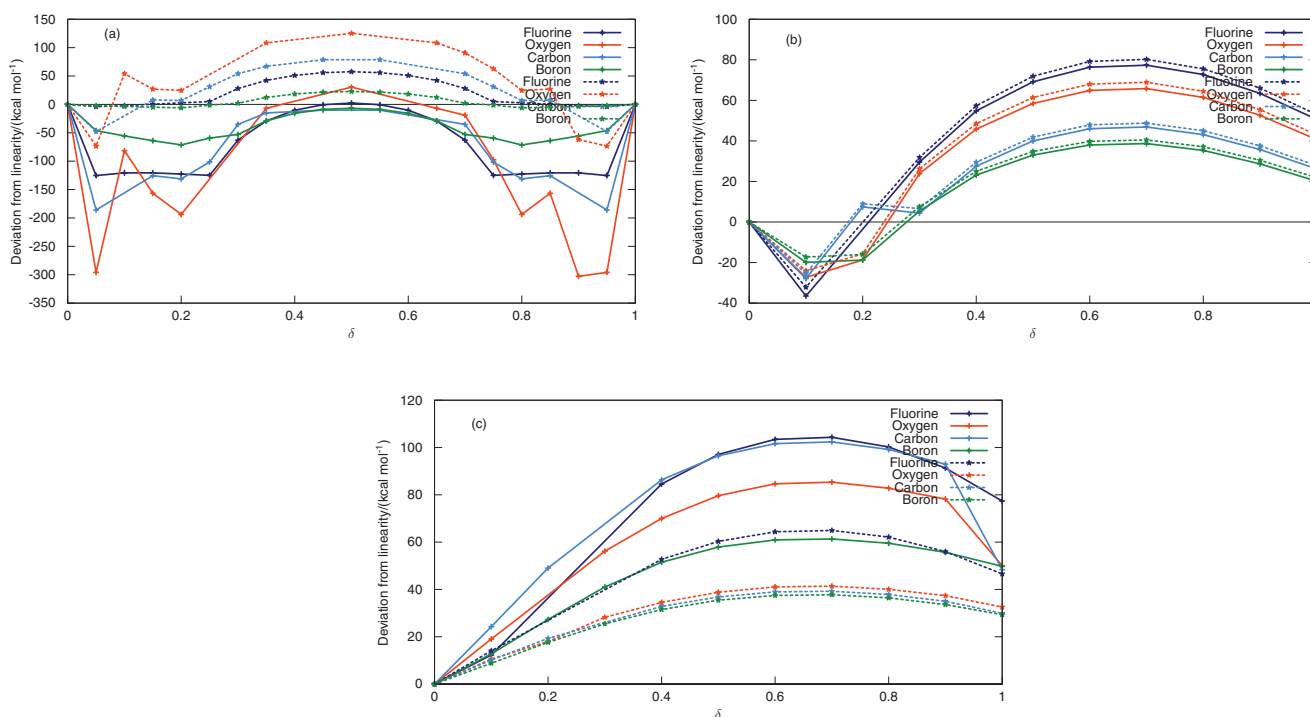 (a)
Deviation from linearity/(kcal mol⁻¹)
150
100
50
0
-50
-100
-150
-200
-250
-300
-350
Fluorine
Oxygen
Carbon
Boron
Fluorine
Oxygen
Carbon
Boron
0 0.2 0.4 0.6 0.8 1
δ
(b)
Deviation from linearity/(kcal mol⁻¹)
100
80
60
40
20
0
-20
-40
Fluorine
Oxygen
Carbon
Boron
Fluorine
Oxygen
Carbon
Boron
0 0.2 0.4 0.6 0.8
δ
(c)
Deviation from linearity/(kcal mol⁻¹)
120
100
80
60
40
20
0
Fluorine
Oxygen
Carbon
Boron
Fluorine
Oxygen
Carbon
Boron
0 0.2 0.4 0.6 0.8 1
δ